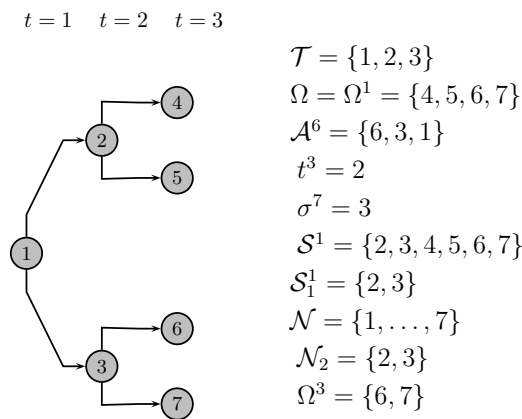 t = 1 t = 2 t = 3
𝒯 = {1, 2, 3}
Ω = Ω¹ = {4, 5, 6, 7}
𝒜⁶ = {6, 3, 1}
t³ = 2
σ⁷ = 3
𝒮¹ = {2, 3, 4, 5, 6, 7}
𝒮₁¹ = {2, 3}
𝒩 = {1, . . . , 7}
𝒩₂ = {2, 3}
Ω³ = {6, 7}
4
2
5
1
6
3
7